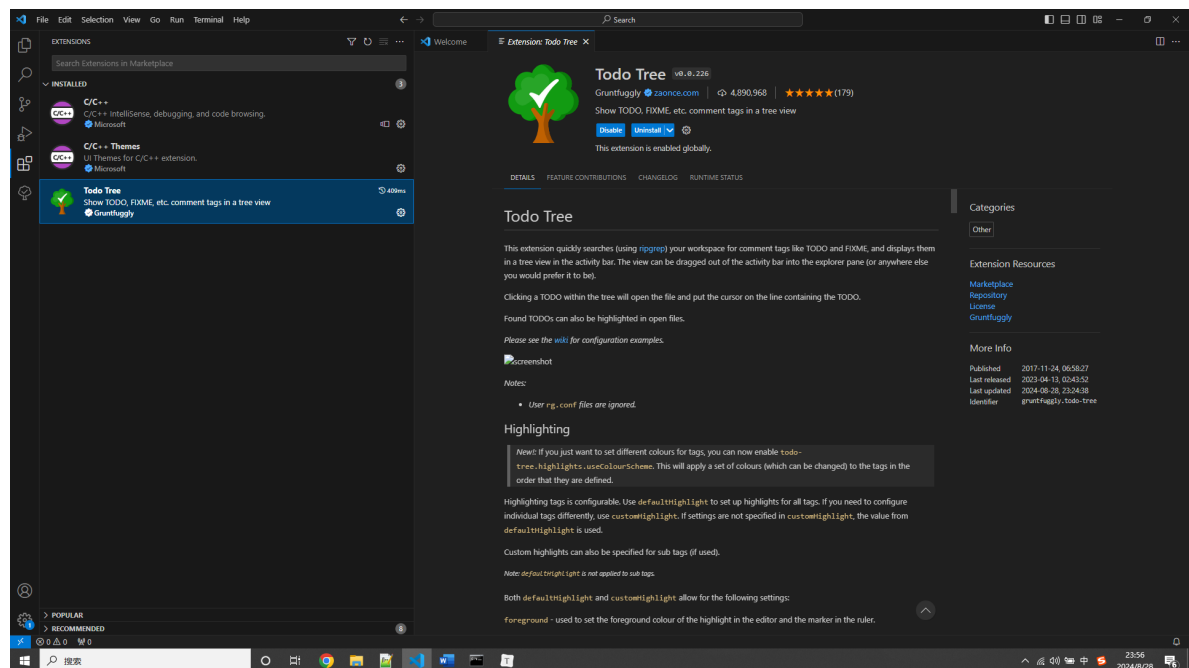 File Edit Selection View Go Run Terminal Help
Search
EXTENSIONS
Search Extensions in Marketplace
INSTALLED
3
C/C++
C/C++
C/C++ IntelliSense, debugging, and code browsing.
Microsoft
C/C++
C/C++ Themes
UI Themes for C/C++ extension.
Microsoft
Todo Tree
409ms
Show TODO, FIXME, etc. comment tags in a tree view
Gruntfuggly
POPULAR
RECOMMENDED
8
Welcome
Extension: Todo Tree
Todo Tree v0.0.226
Gruntfuggly zaonce.com 4,890,968 (179)
Show TODO, FIXME, etc. comment tags in a tree view
Disable Uninstall
This extension is enabled globally.
DETAILS FEATURE CONTRIBUTIONS CHANGELOG RUNTIME STATUS
Todo Tree
This extension quickly searches (using ripgrep) your workspace for comment tags like TODO and FIXME, and displays them
in a tree view in the activity bar. The view can be dragged out of the activity bar into the explorer pane (or anywhere else
you would prefer it to be).
Clicking a TODO within the tree will open the file and put the cursor on the line containing the TODO.
Found TODOs can also be highlighted in open files.
Please see the wiki for configuration examples.
screenshot
Notes:
• User rg.conf files are ignored.
Highlighting
New!: If you just want to set different colours for tags, you can now enable todo-
tree.highlights.useColourScheme. This will apply a set of colours (which can be changed) to the tags in the
order that they are defined.
Highlighting tags is configurable. Use defaultHighlight to set up highlights for all tags. If you need to configure
individual tags differently, use customHighlight. If settings are not specified in customHighlight, the value from
defaultHighlight is used.
Custom highlights can also be specified for sub tags (if used).
Note: defaultHighlight is not applied to sub tags.
Both defaultHighlight and customHighlight allow for the following settings:
foreground - used to set the foreground colour of the highlight in the editor and the marker in the ruler.
Categories
Other
Extension Resources
Marketplace
Repository
License
Gruntfuggly
More Info
Published 2017-11-24, 06:58:27
Last released 2023-04-13, 02:43:52
Last updated 2024-08-28, 23:24:38
Identifier gruntfuggly.todo-tree
1
0 0 0
搜索
中
23:56
2024/8/28
6